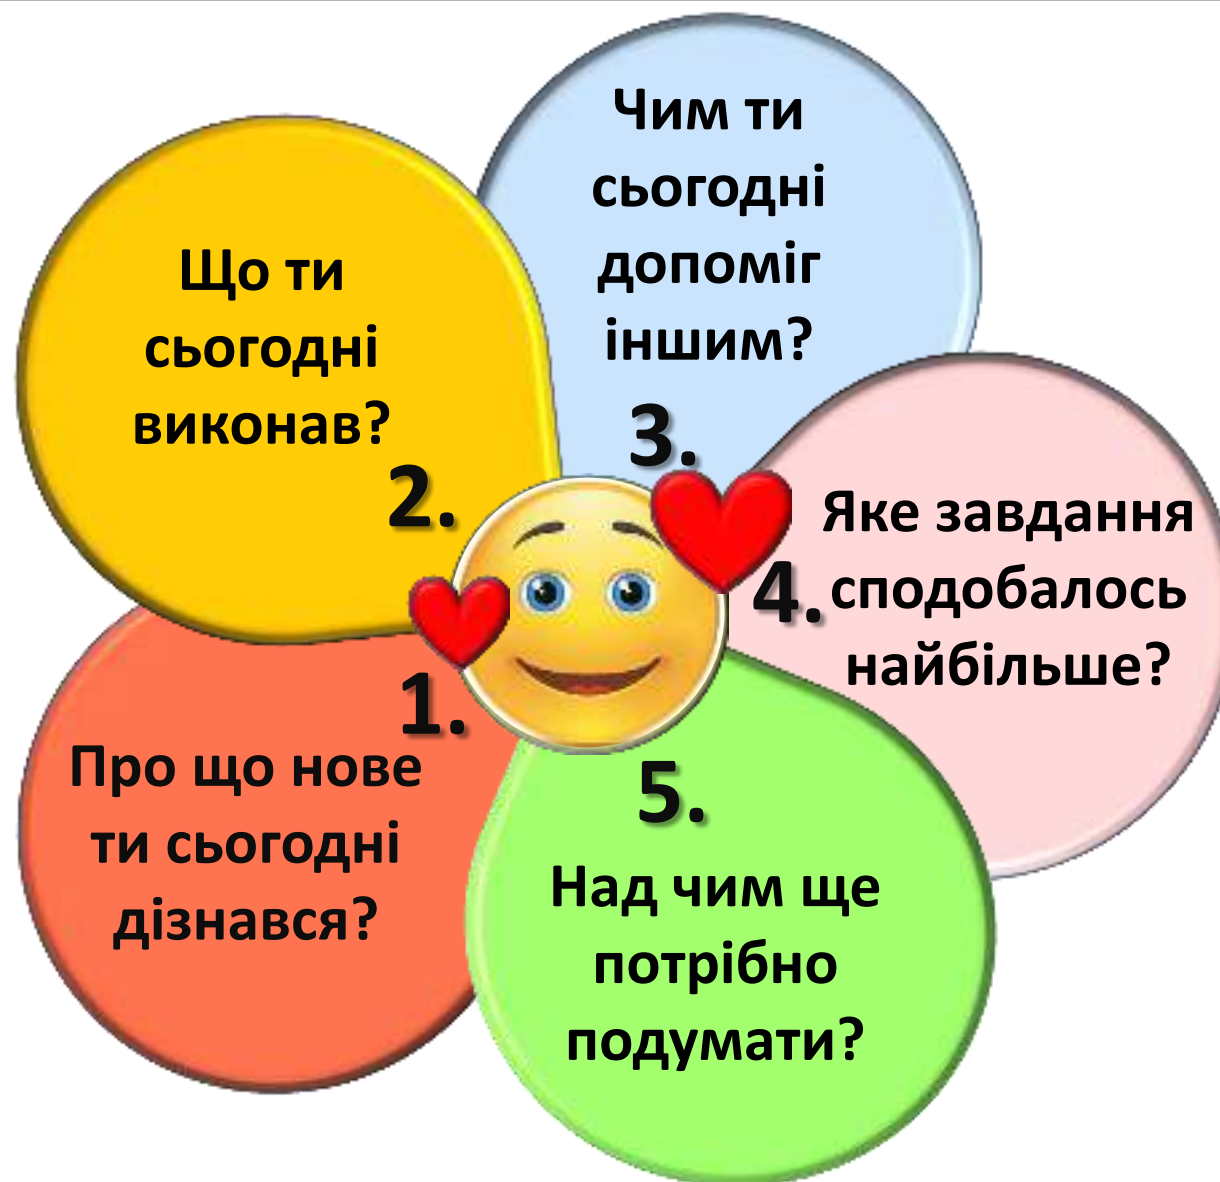 1.
Про що нове
ти сьогодні
дізнався?
2.
Що ти
сьогодні
виконав?
3.
Чим ти
сьогодні
допоміг
іншим?
4.
Яке завдання
сподобалось
найбільше?
5.
Над чим ще
потрібно
подумати?